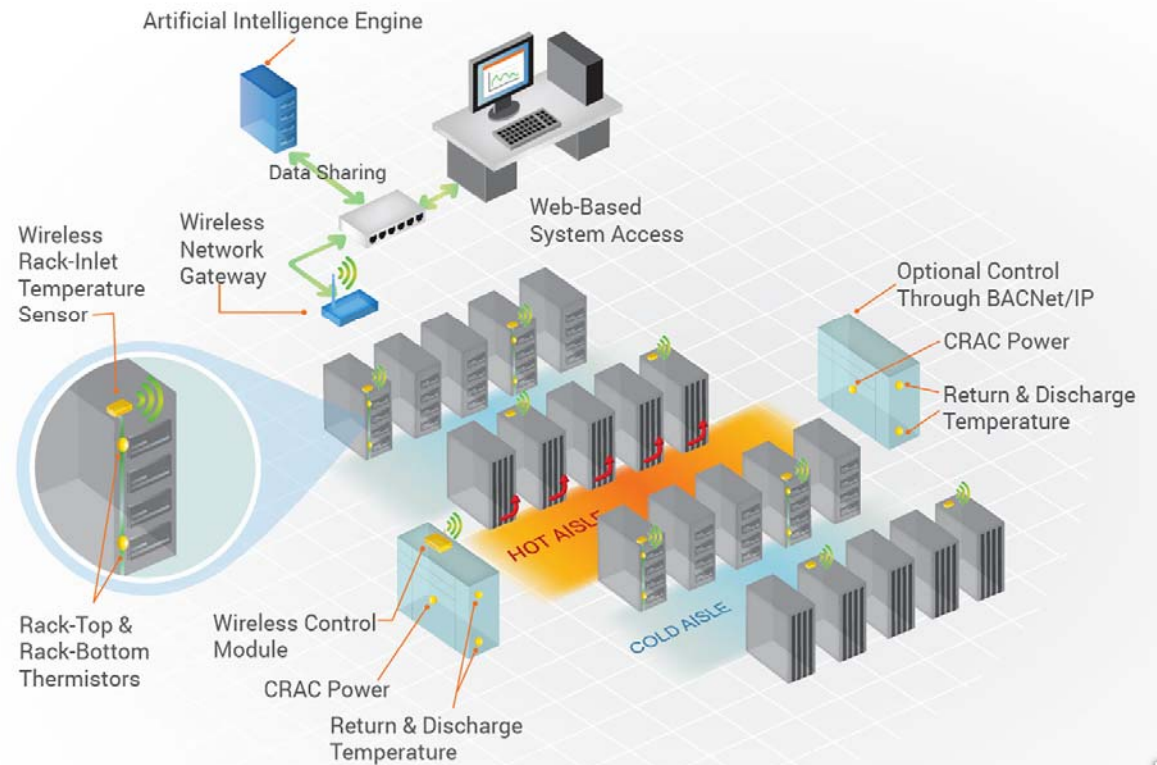 Artificial Intelligence Engine
Data Sharing
Web-Based
System Access
Wireless
Network
Gateway
Wireless
Rack-Inlet
Temperature
Sensor
Optional Control
Through BACNet/IP
CRAC Power
Return & Discharge
Temperature
HOT AISLE
COLD AISLE
Rack-Top &
Rack-Bottom
Thermistors
Wireless Control
Module
CRAC Power
Return & Discharge
Temperature